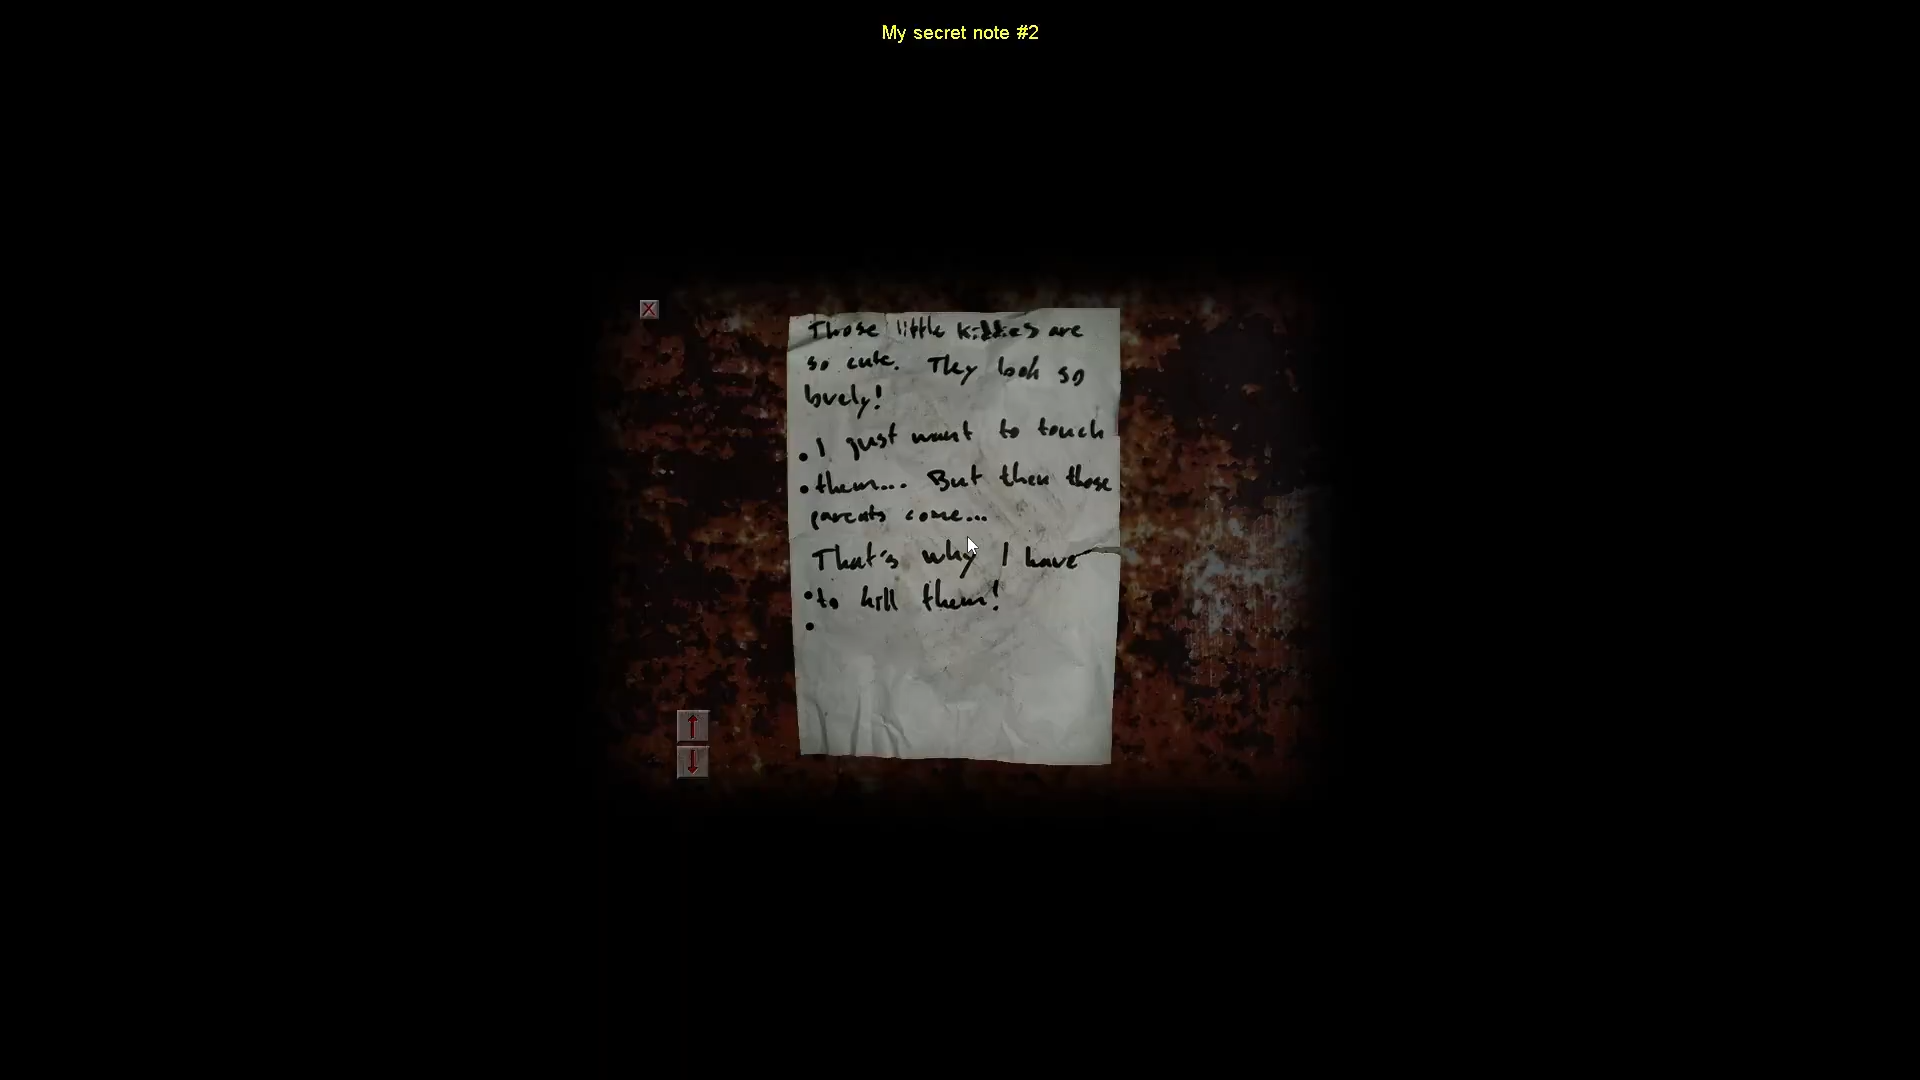 My secret note #2
Those little kiddies are
so cute. They look so
lovely!
I just want to touch
them... But then those
parents come...
That's why I have
to kill them!